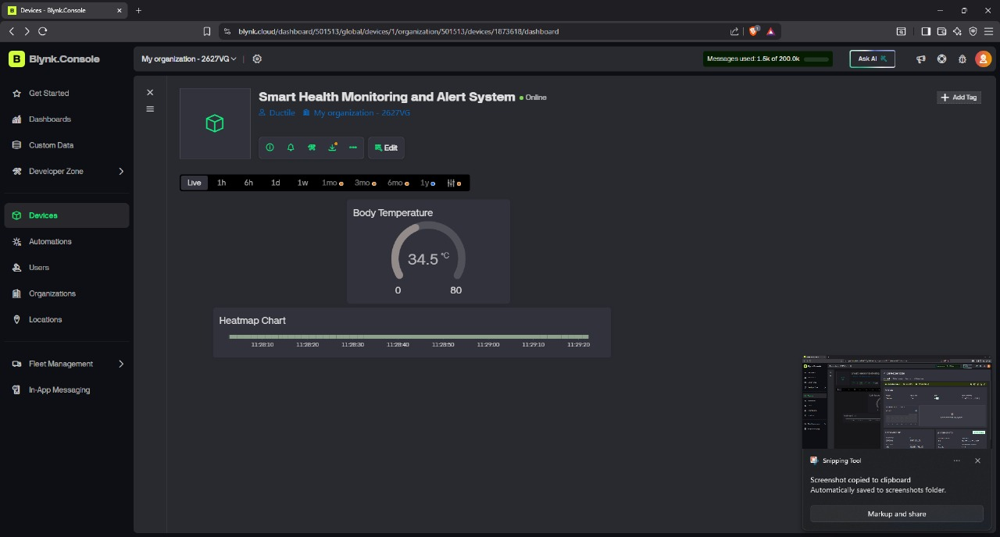 Devices - Blynk.Console
blynk.cloud/dashboard/501513/global/devices/1/organization/501513/devices/1873618/dashboard
1
B Blynk.Console
My organization - 2627VG
Messages used: 1.5k of 200.0k
Ask AI
Get Started
Dashboards
Custom Data
Developer Zone
Devices
Automations
Users
Organizations
Locations
Fleet Management
In-App Messaging
Smart Health Monitoring and Alert System
Online
Add Tag
Ductile My organization - 2627VG
Edit
Live 1h 6h 1d 1w 1mo 3mo 6mo 1y
Body Temperature
34.5 °C
0 80
Heatmap Chart
11:28:10 11:28:20 11:28:30 11:28:40 11:28:50 11:29:00 11:29:10 11:29:20
Snipping Tool
Screenshot copied to clipboard
Automatically saved to screenshots folder.
Markup and share